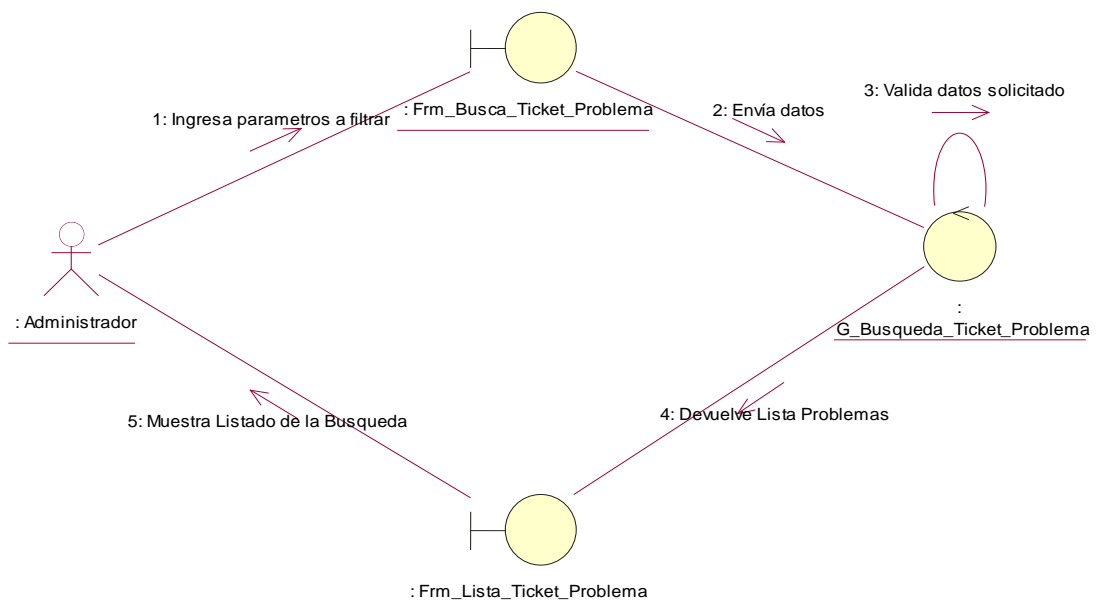 : Frm_Busca_Ticket_Problema
1: Ingresa parametros a filtrar
2: Envía datos
3: Valida datos solicitado
: Administrador
:
G_Busqueda_Ticket_Problema
5: Muestra Listado de la Busqueda
4: Devuelve Lista Problemas
: Frm_Lista_Ticket_Problema